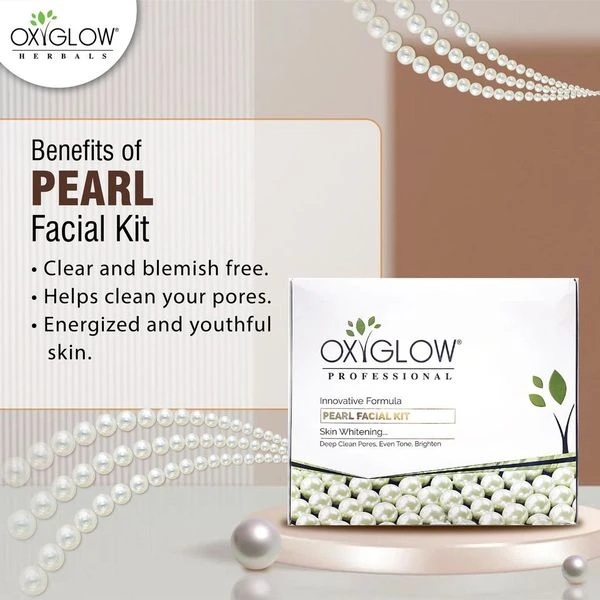 OXYGLOW®
HERBALS
Benefits of
PEARL
Facial Kit
• Clear and blemish free.
• Helps clean your pores.
• Energized and youthful
skin.
OXYGLOW®
PROFESSIONAL
Innovative Formula
PEARL FACIAL KIT
Skin Whitening...
Deep Clean Pores, Even Tone, Brighten